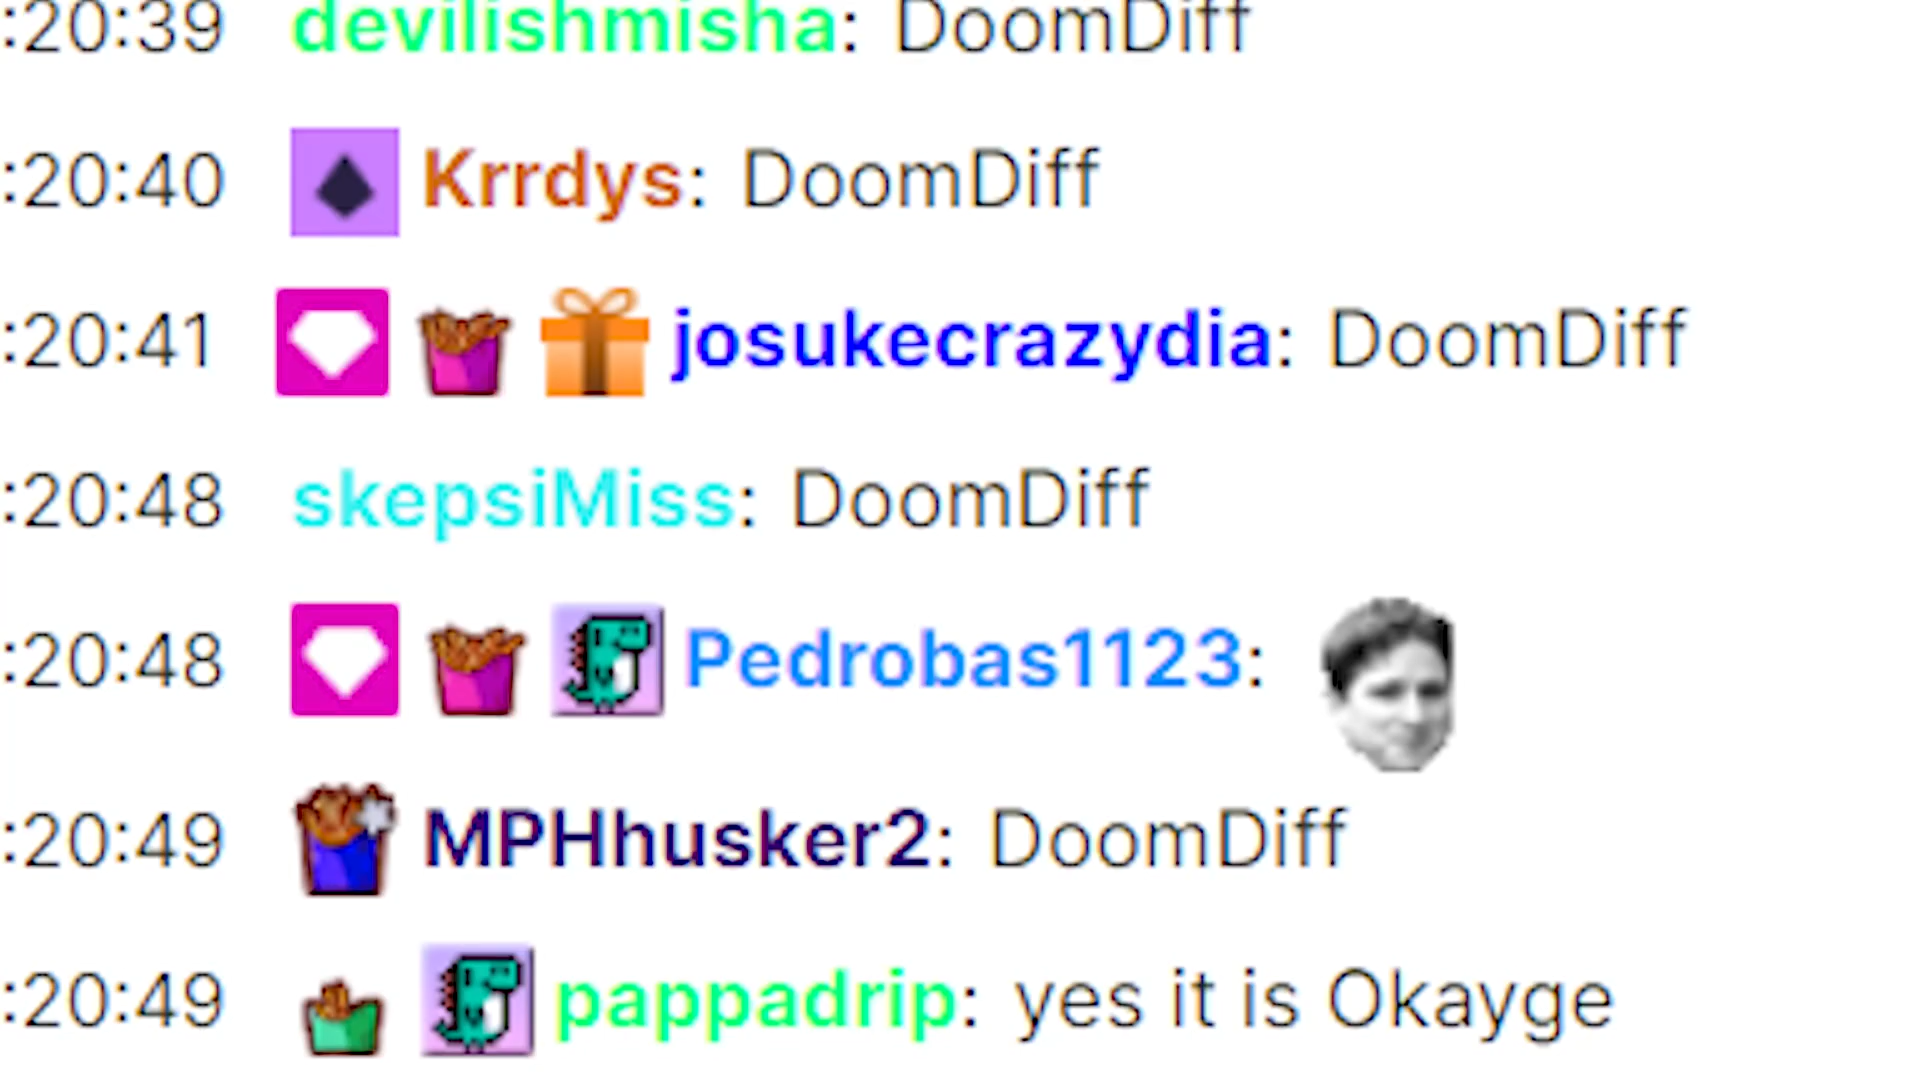 :20:39 devilishmisha: DoomDiff
:20:40 Krrdys: DoomDiff
:20:41 josukecrazydia: DoomDiff
:20:48 skepsiMiss: DoomDiff
:20:48 Pedrobas1123:
:20:49 MPHhusker2: DoomDiff
:20:49 pappadrip: yes it is Okayge